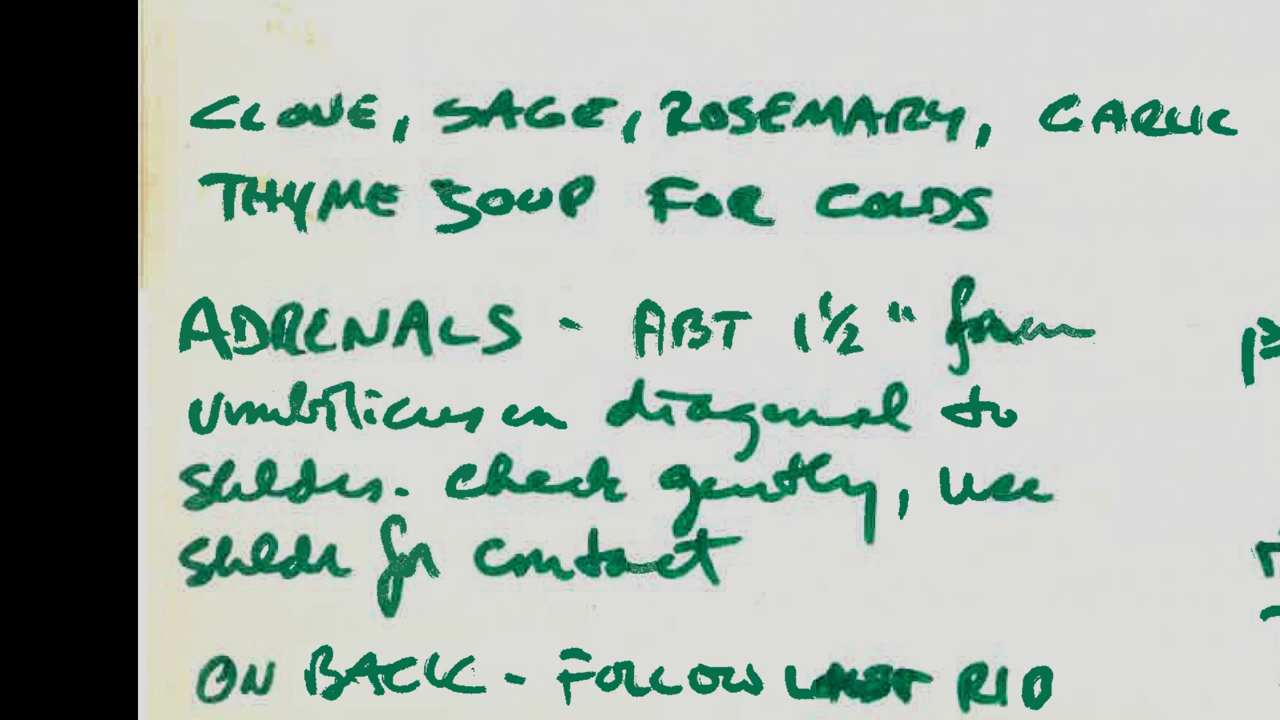 CLOVE, SAGE, ROSEMARY, GARLIC
THYME SOUP FOR COLDS
ADRENALS - ABT 1½" from
umbilicus on diagonal to
shldrs. Check gently, use
shldr for contact
ON BACK - FOLLOW LAST RIB